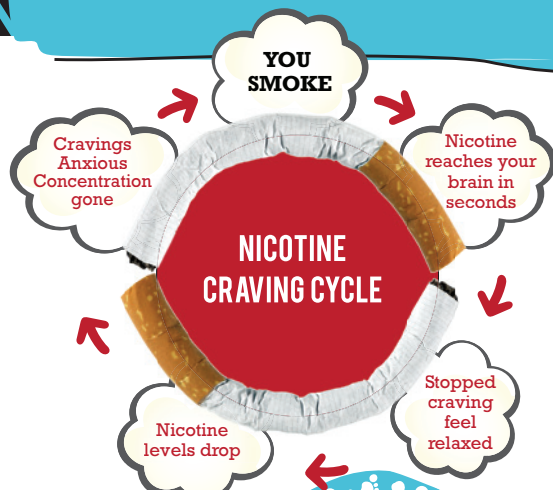 YOU
SMOKE
Nicotine
reaches your
brain in
seconds
Stopped
craving
feel
relaxed
Nicotine
levels drop
Cravings
Anxious
Concentration
gone
NICOTINE
CRAVING CYCLE